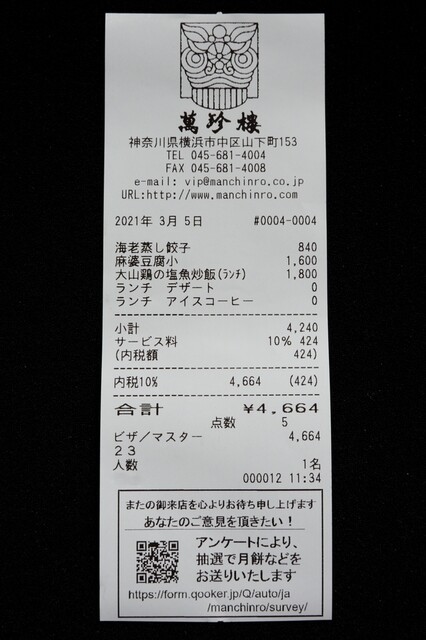 萬珍樓
神奈川県横浜市中区山下町153
TEL 045-681-4004
FAX 045-681-4008
e-mail: vip@manchinro.co.jp
URL:http://www.manchinro.com
2021年 3月 5日 #0004-0004
海老蒸し餃子 840
麻婆豆腐小 1,600
大山鶏の塩魚炒飯(ﾗﾝﾁ) 1,800
ランチ デザート 0
ランチ アイスコーヒー 0
小計 4,240
サービス料 10% 424
(内税額 424)
内税10% 4,664 (424)
合計 ¥4,664
点数 5
ビザ/マスター 4,664
23
人数 1名
000012 11:34
またの御来店を心よりお待ち申し上げます
あなたのご意見を頂きたい!
アンケートにより、
抽選で月餅などを
お送りいたします
https://form.qooker.jp/Q/auto/ja
/manchinro/survey/